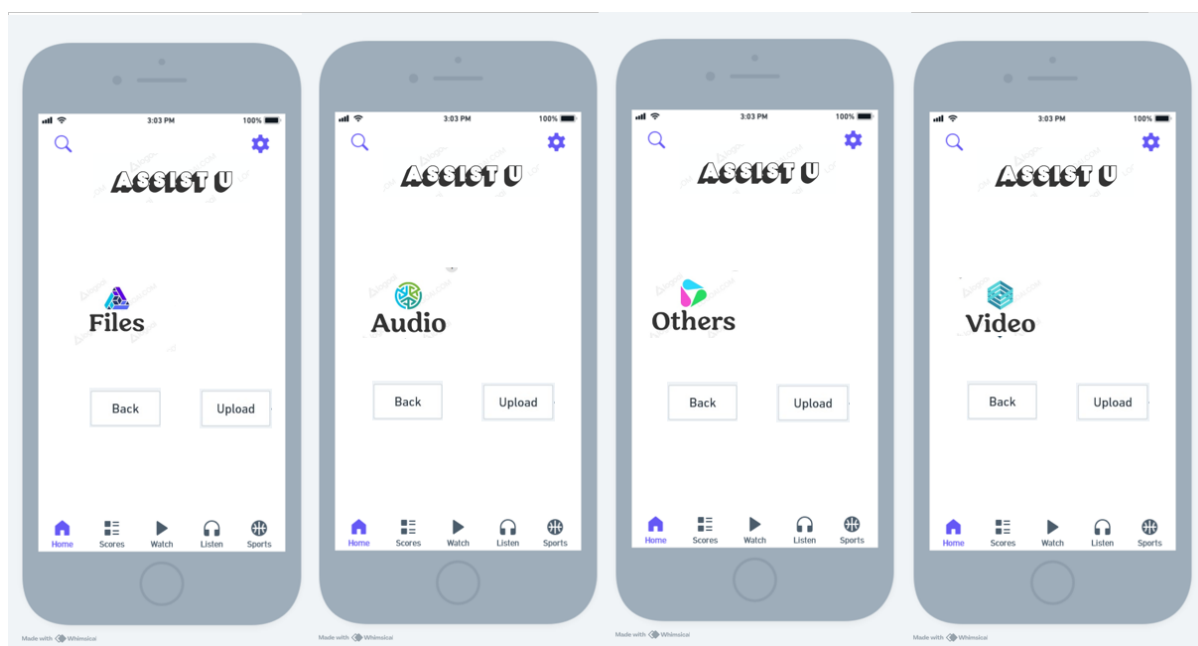 3:03 PM 100%
ASSIST U
Files
Back Upload
Home Scores Watch Listen Sports
Made with Whimsical
3:03 PM 100%
ASSIST U
Audio
Back Upload
Home Scores Watch Listen Sports
Made with Whimsical
3:03 PM 100%
ASSIST U
Others
Back Upload
Home Scores Watch Listen Sports
Made with Whimsical
3:03 PM 100%
ASSIST U
Video
Back Upload
Home Scores Watch Listen Sports
Made with Whimsical